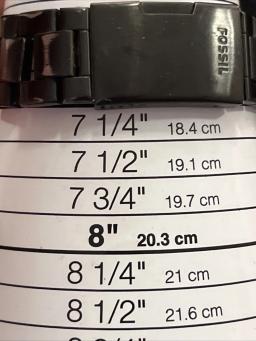 FOSSIL
7 1/4" 18.4 cm
7 1/2" 19.1 cm
7 3/4" 19.7 cm
8" 20.3 cm
8 1/4" 21 cm
8 1/2" 21.6 cm